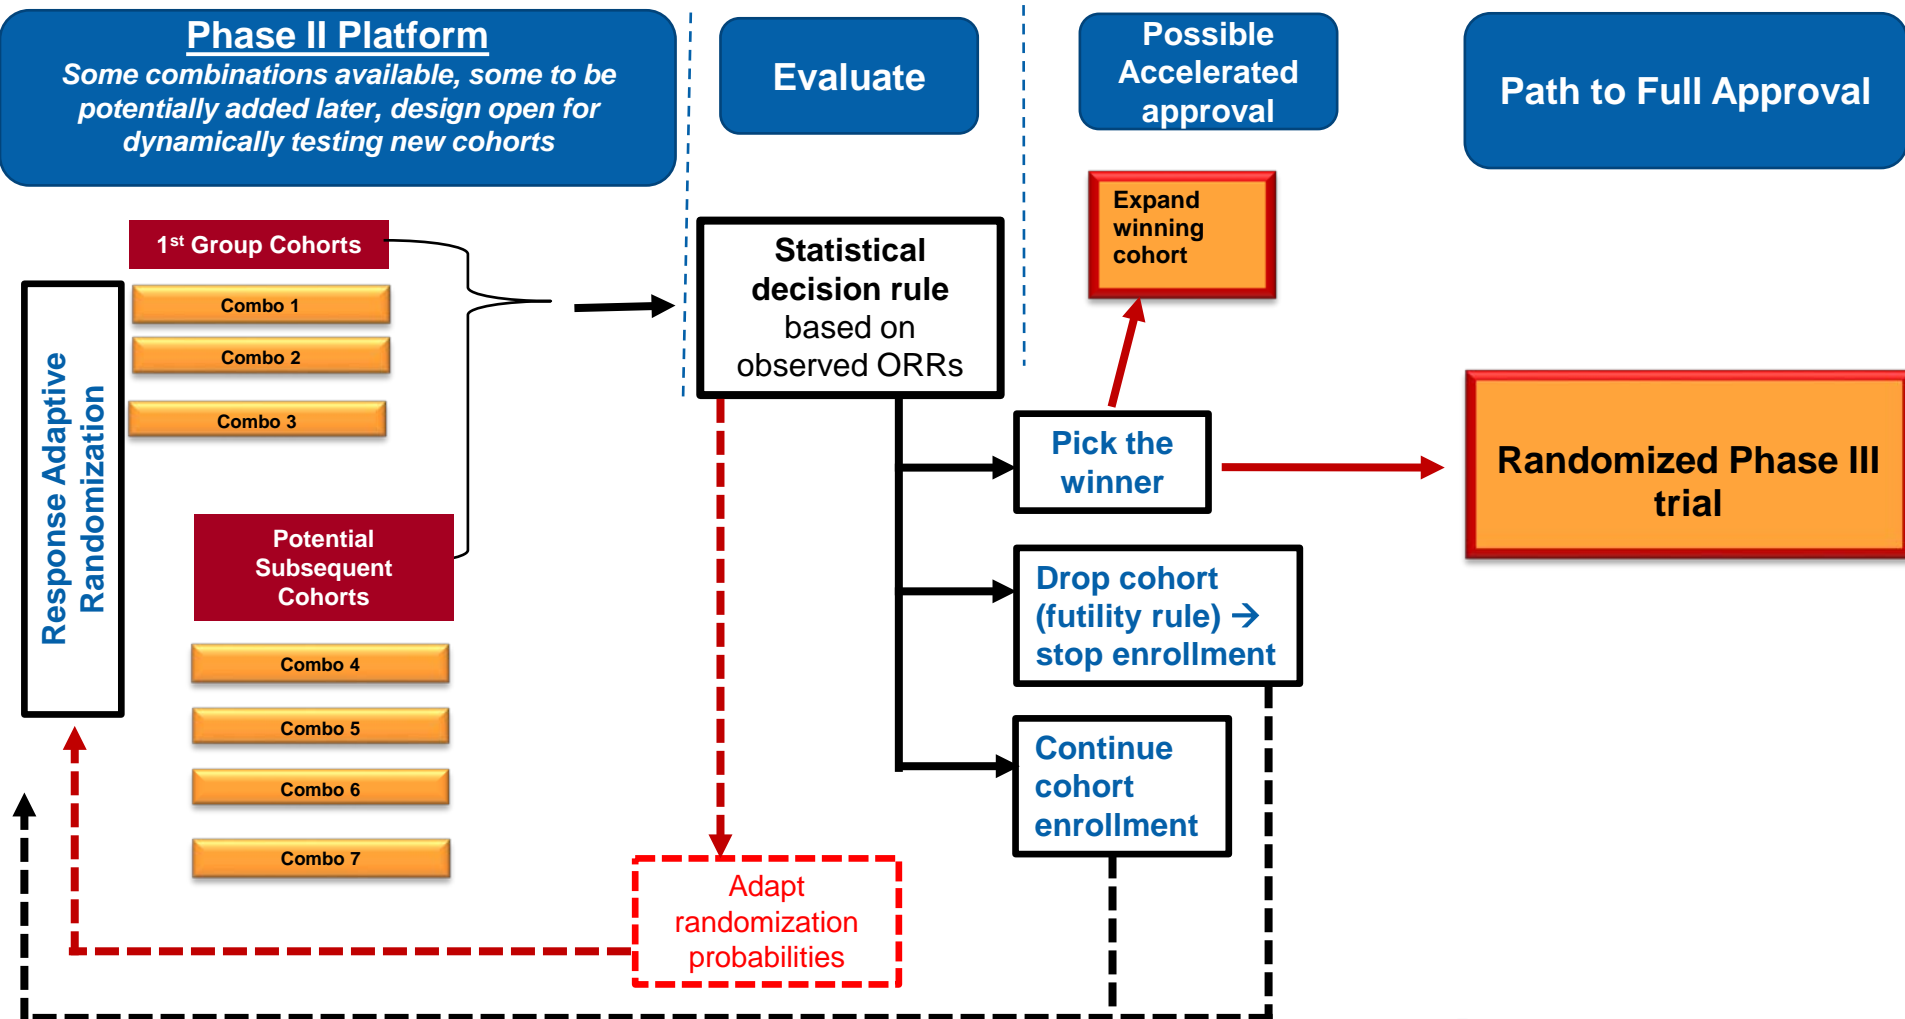 Phase II Platform
Some combinations available, some to be
potentially added later, design open for
dynamically testing new cohorts
Evaluate
Possible
Accelerated
approval
Path to Full Approval
1st Group Cohorts
Combo 1
Combo 2
Combo 3
Response Adaptive
Randomization
Potential
Subsequent
Cohorts
Combo 4
Combo 5
Combo 6
Combo 7
Statistical
decision rule
based on
observed ORRs
Expand
winning
cohort
Pick the
winner
Drop cohort
(futility rule) →
stop enrollment
Continue
cohort
enrollment
Adapt
randomization
probabilities
Randomized Phase III
trial